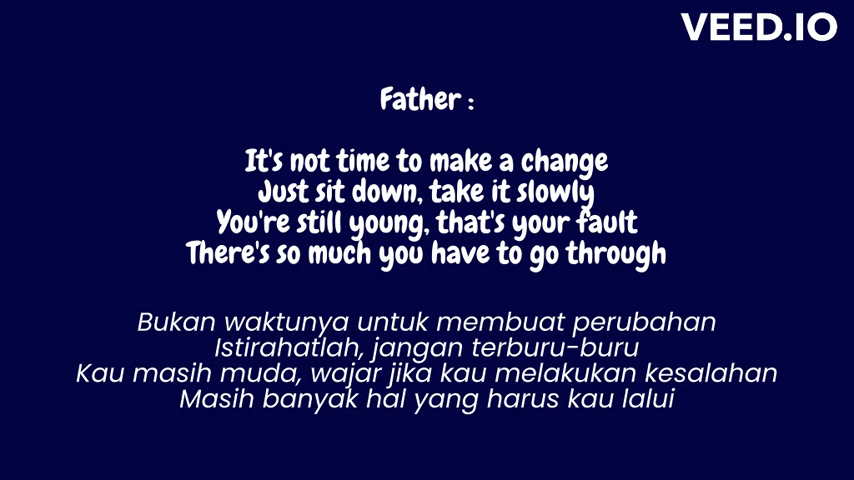 VEED.IO
Father :
It's not time to make a change
Just sit down, take it slowly
You're still young, that's your fault
There's so much you have to go through
Bukan waktunya untuk membuat perubahan
Istirahatlah, jangan terburu-buru
Kau masih muda, wajar jika kau melakukan kesalahan
Masih banyak hal yang harus kau lalui